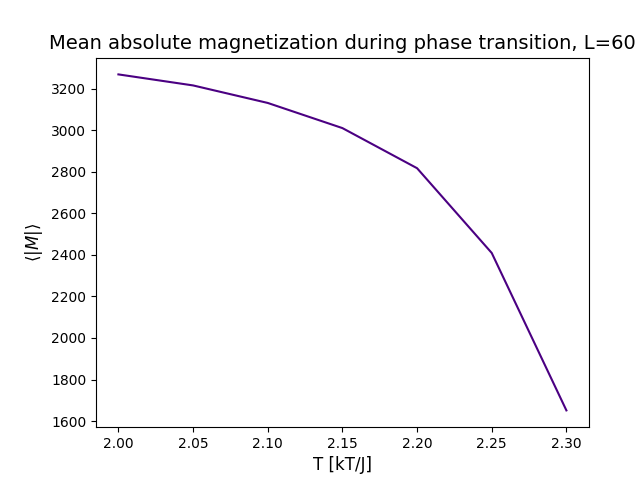 Mean absolute magnetization during phase transition, L=60
3200
3000
2800
2600
2400
2200
2000
1800
1600
⟨|M|⟩
2.00 2.05 2.10 2.15 2.20 2.25 2.30
T [kT/J]